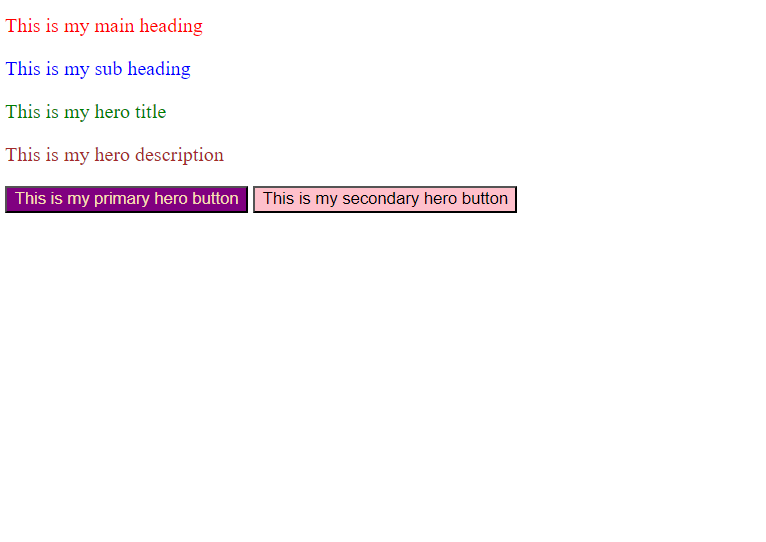 This is my main heading
This is my sub heading
This is my hero title
This is my hero description
This is my primary hero button This is my secondary hero button